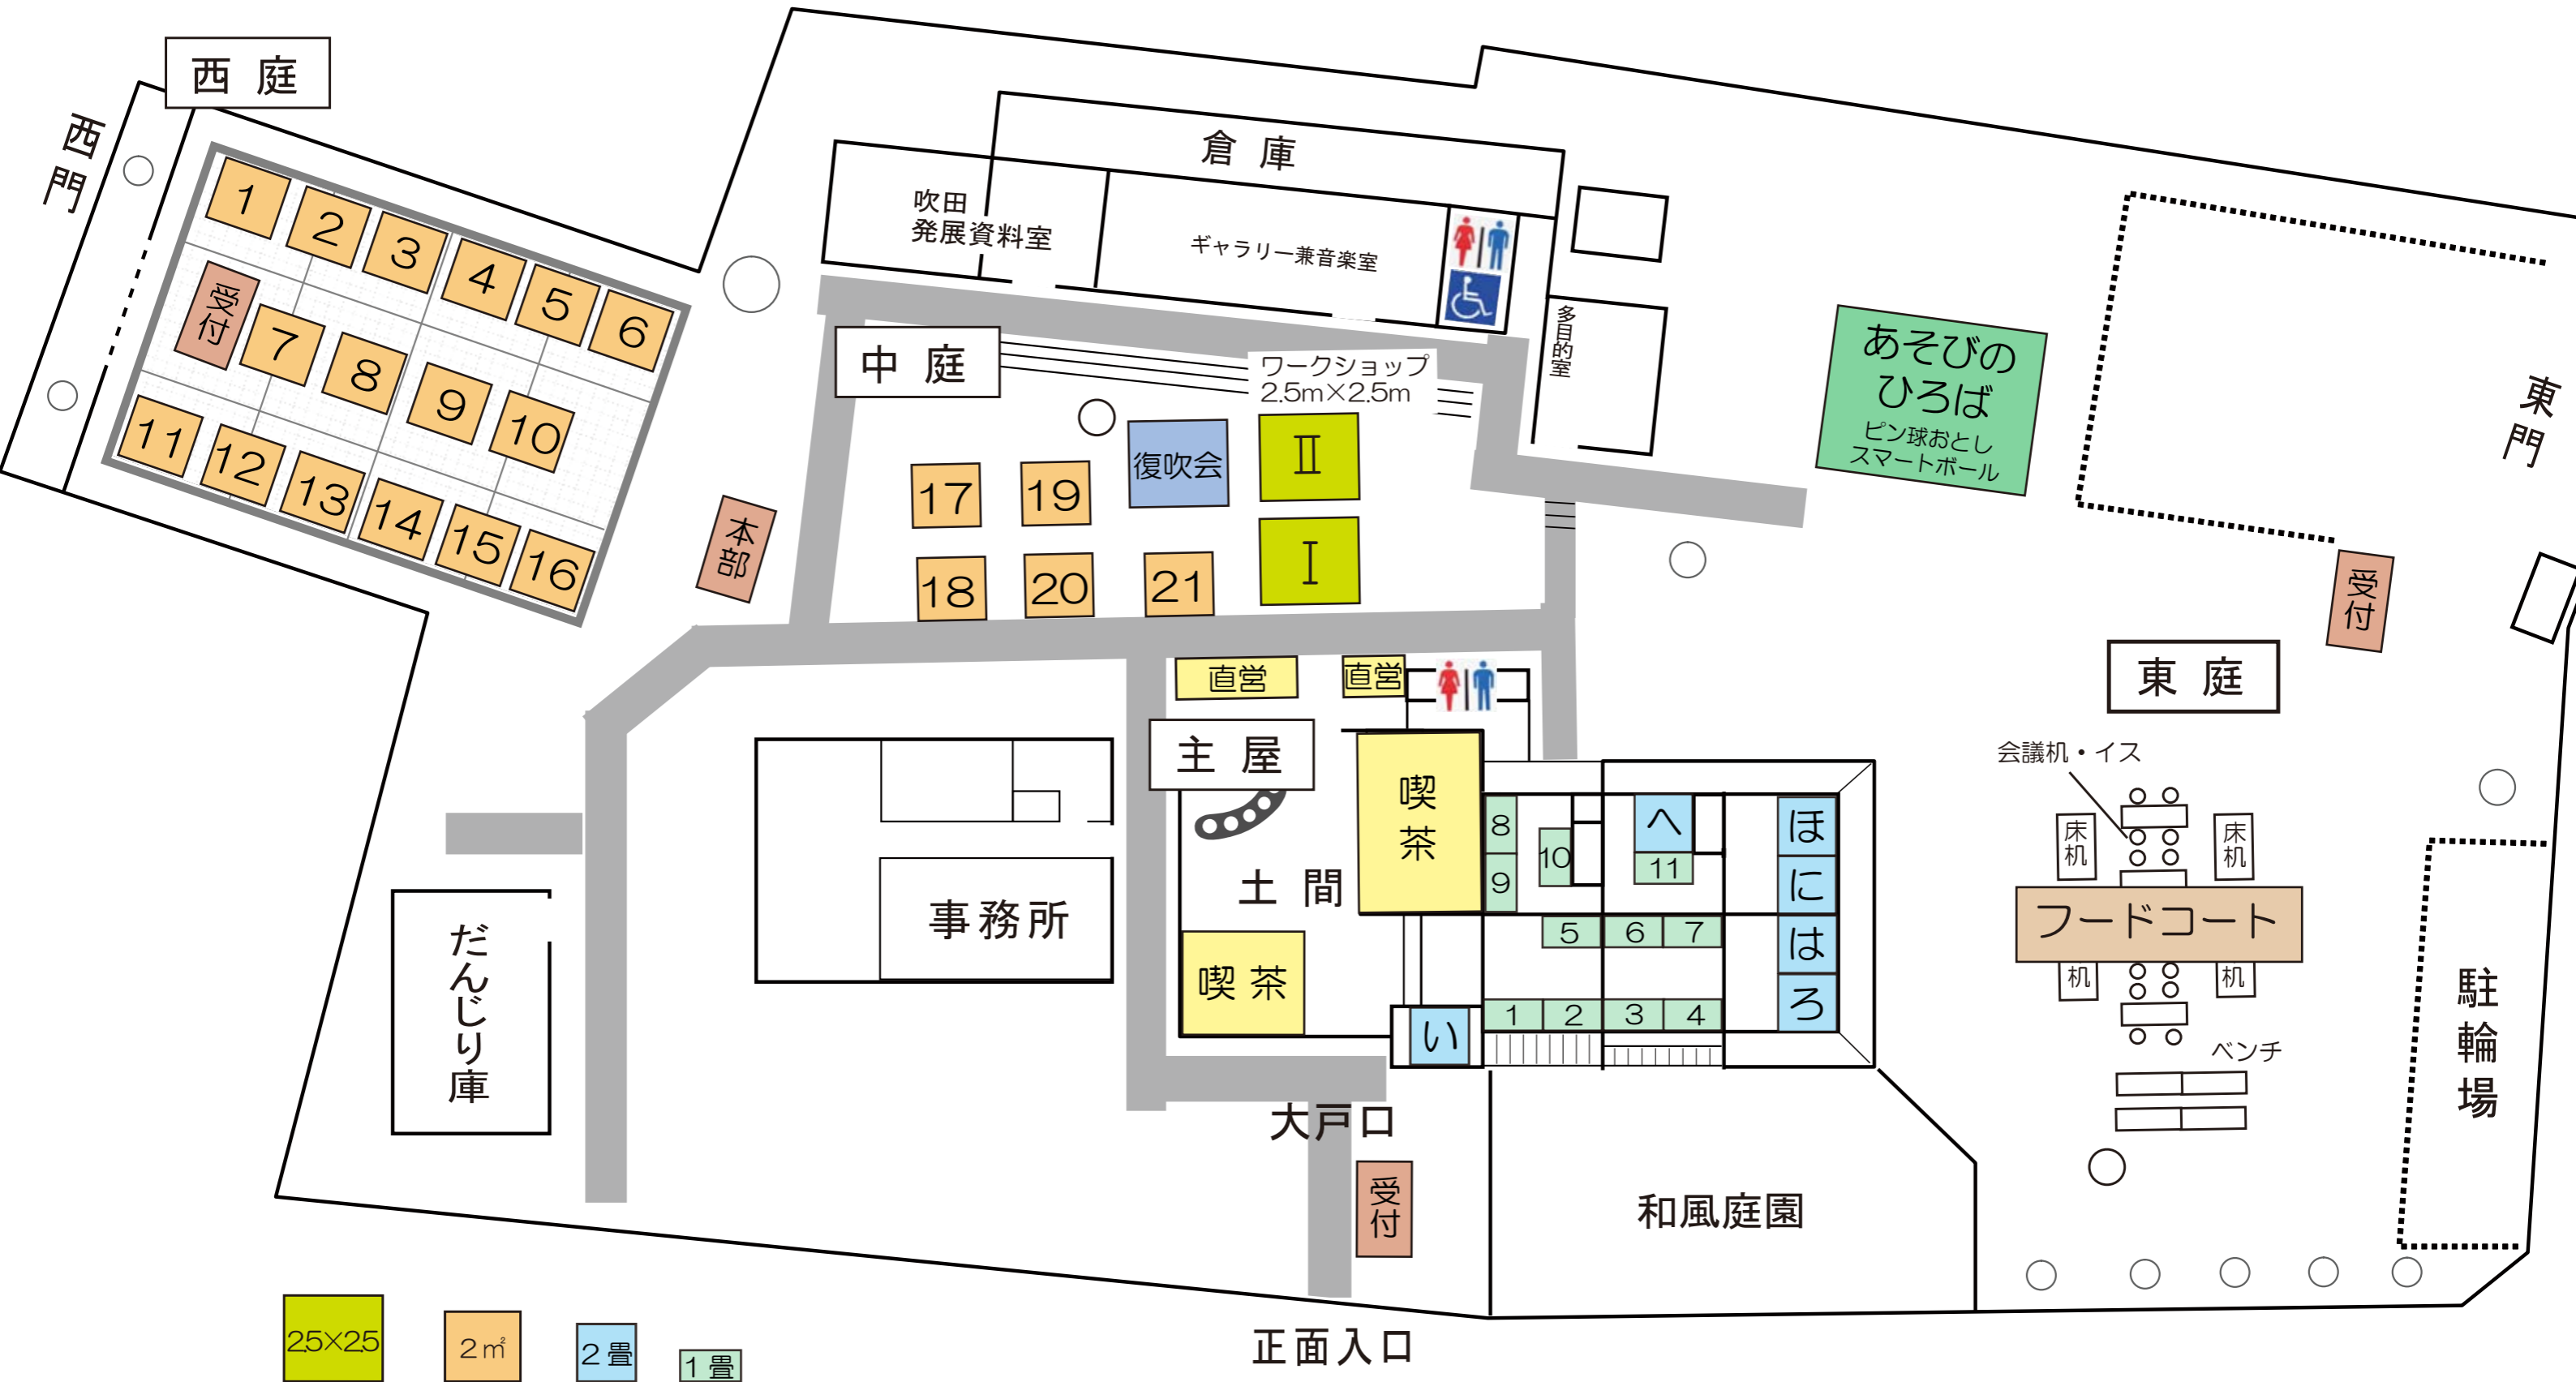 西庭
西門
1
2
3
4
5
6
受付
7
8
9
10
11
12
13
14
15
16
本部
倉庫
吹田
発展資料室
ギャラリー兼音楽室
多目的室
中庭
ワークショップ
2.5m×2.5m
復吹会
Ⅱ
Ⅰ
17
19
18
20
21
あそびの
ひろば
ピン球おとし
スマートボール
東門
受付
東庭
直営
直営
主屋
喫茶
土間
喫茶
事務所
だんじり庫
8
9
10
へ
11
ほ
に
は
ろ
5
6
7
い
1
2
3
4
会議机・イス
床机
床机
フードコート
机
机
ベンチ
駐輪場
大戸口
受付
和風庭園
正面入口
2.5×2.5
2㎡
2畳
1畳